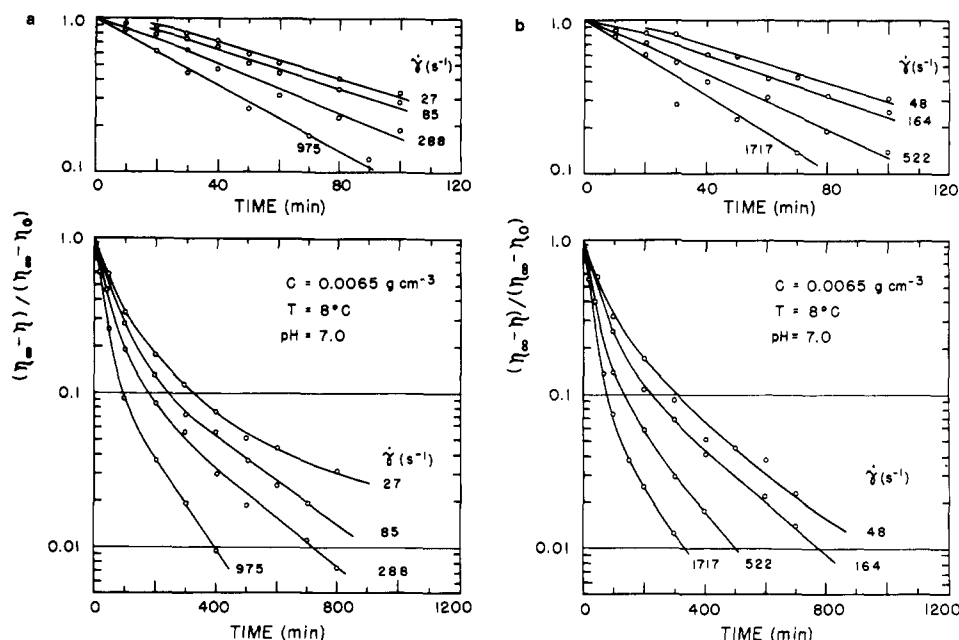 a
1.0
0.1
γ̇ (s⁻¹)
27
85
288
975
0 40 80 120
TIME (min)
b
1.0
0.1
γ̇ (s⁻¹)
48
164
522
1717
0 40 80 120
TIME (min)
(η∞ − η) / (η∞ − η₀)
1.0
0.1
0.01
C = 0.0065 g cm⁻³
T = 8°C
pH = 7.0
γ̇ (s⁻¹)
27
85
288
975
0 400 800 1200
TIME (min)
(η∞ − η) / (η∞ − η₀)
1.0
0.1
0.01
C = 0.0065 g cm⁻³
T = 8°C
pH = 7.0
γ̇ (s⁻¹)
48
164
522
1717
0 400 800 1200
TIME (min)